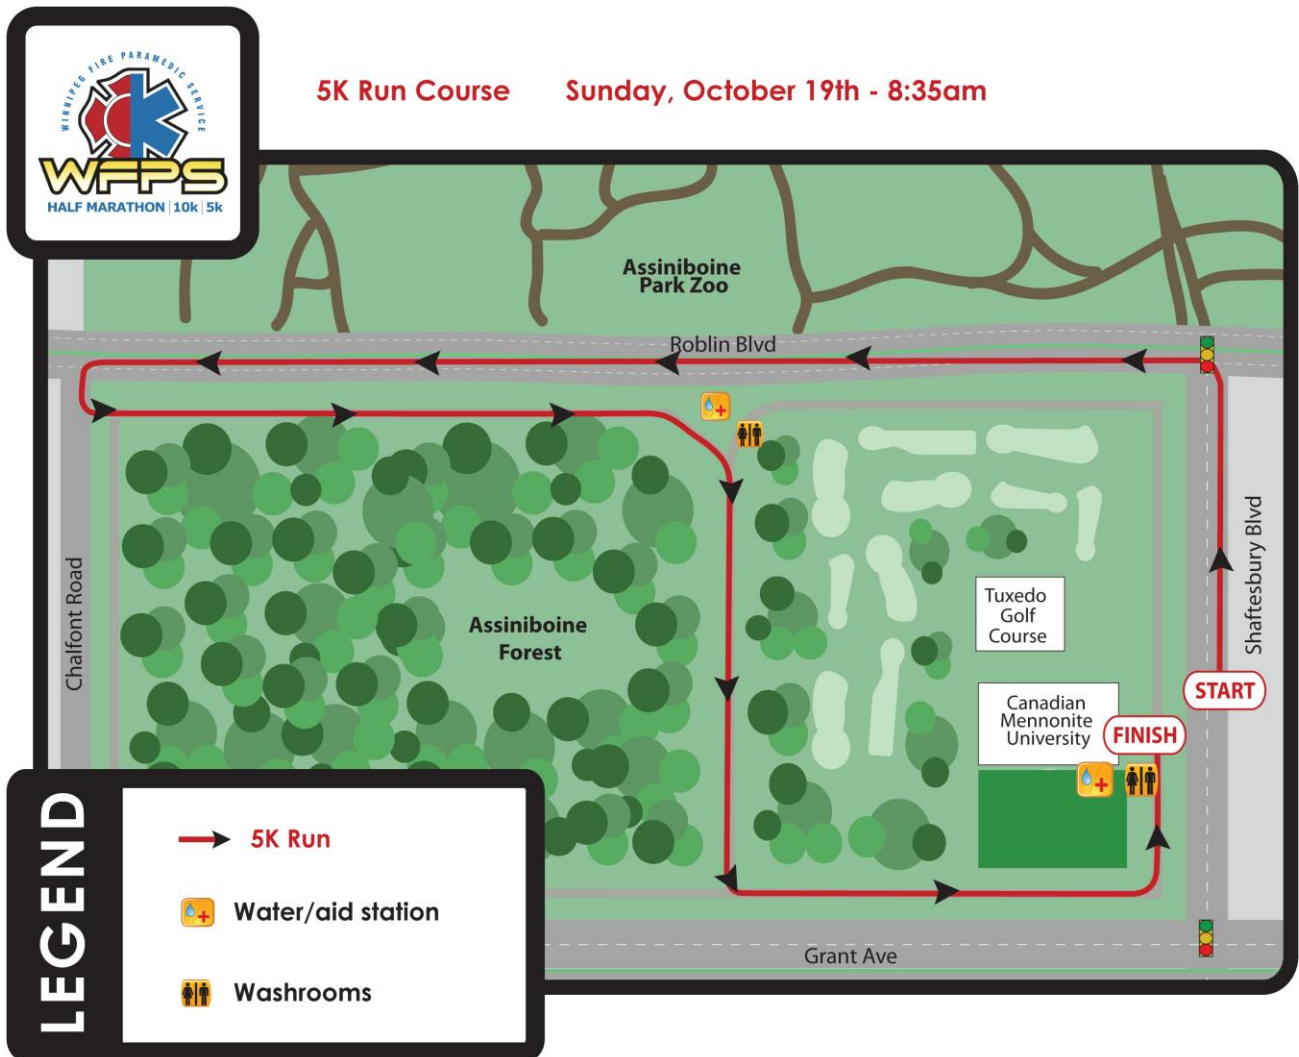 WINNIPEG FIRE PARAMEDIC SERVICE
WFPS
HALF MARATHON | 10k | 5k
5K Run Course Sunday, October 19th - 8:35am
Assiniboine
Park Zoo
Roblin Blvd
Chalfont Road
Assiniboine
Forest
Tuxedo
Golf
Course
Shaftesbury Blvd
START
Canadian
Mennonite
University
FINISH
Grant Ave
LEGEND
5K Run
Water/aid station
Washrooms